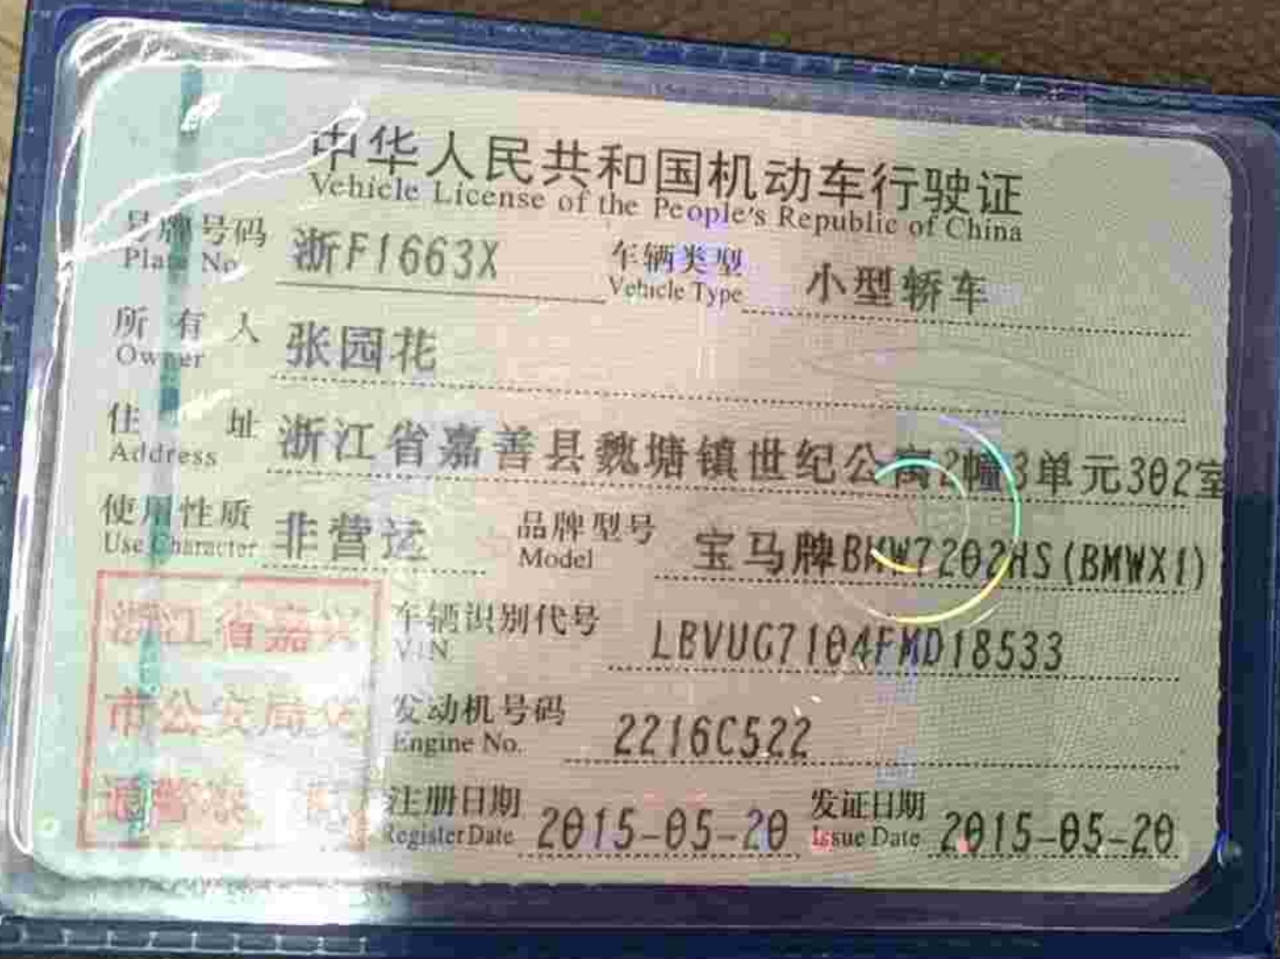 中华人民共和国机动车行驶证
Vehicle License of the People's Republic of China
号牌号码 浙F1663X 车辆类型 小型轿车
Plate No. Vehicle Type
所有人 张园花
Owner
住址 浙江省嘉善县魏塘镇世纪公寓2幢3单元302室
Address
使用性质 非营运 品牌型号 宝马牌BMW7202HS(BMWX1)
Use Character Model
浙江省嘉兴
市公安局交
通警察支队
车辆识别代号 LBVUG7104FMD18533
VIN
发动机号码 2216C522
Engine No.
注册日期 2015-05-20 发证日期 2015-05-20
Register Date Issue Date